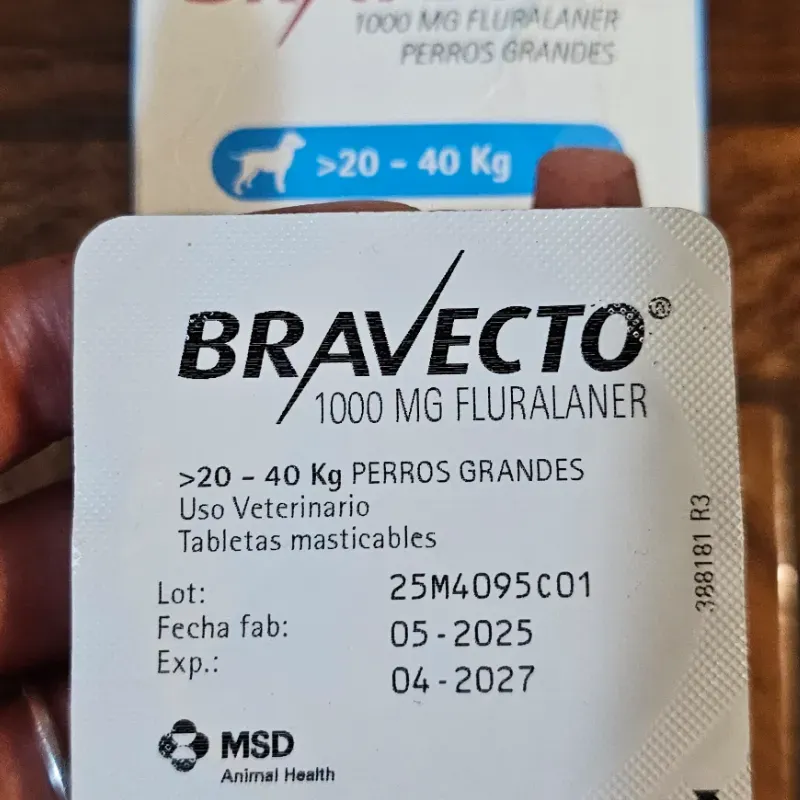 1000 MG FLURALANER
PERROS GRANDES
>20 - 40 Kg
BRAVECTO®
1000 MG FLURALANER
>20 - 40 Kg PERROS GRANDES
Uso Veterinario
Tabletas masticables
Lot: 25M4095C01
Fecha fab: 05-2025
Exp.: 04-2027
388181 R3
MSD
Animal Health